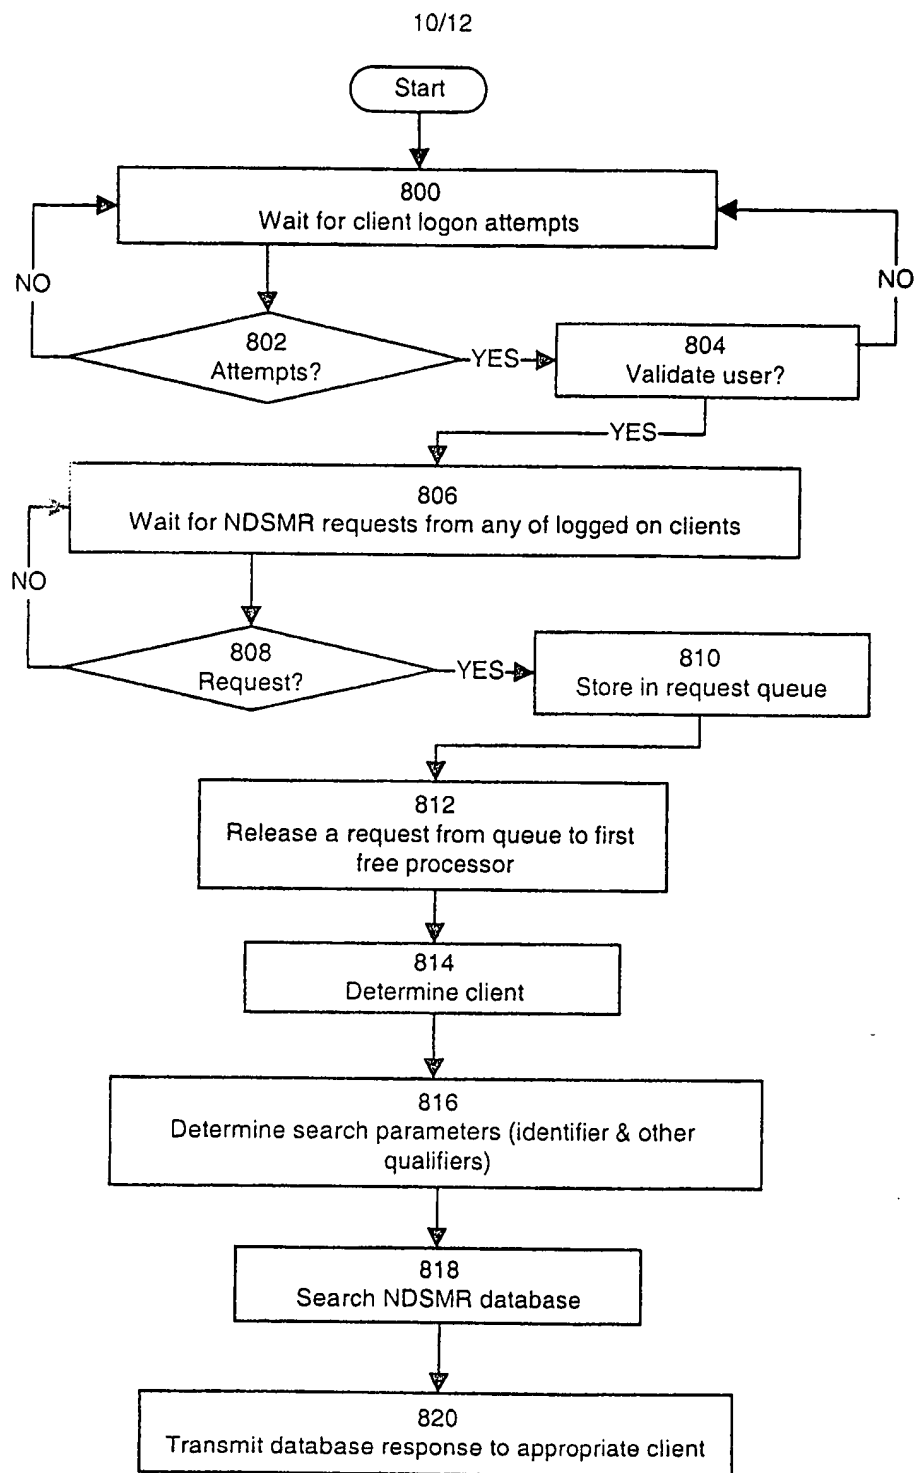 10/12
Start
800
Wait for client logon attempts
NO
NO
802
Attempts?
YES
804
Validate user?
YES
806
Wait for NDSMR requests from any of logged on clients
NO
808
Request?
YES
810
Store in request queue
812
Release a request from queue to first
free processor
814
Determine client
816
Determine search parameters (identifier & other
qualifiers)
818
Search NDSMR database
820
Transmit database response to appropriate client